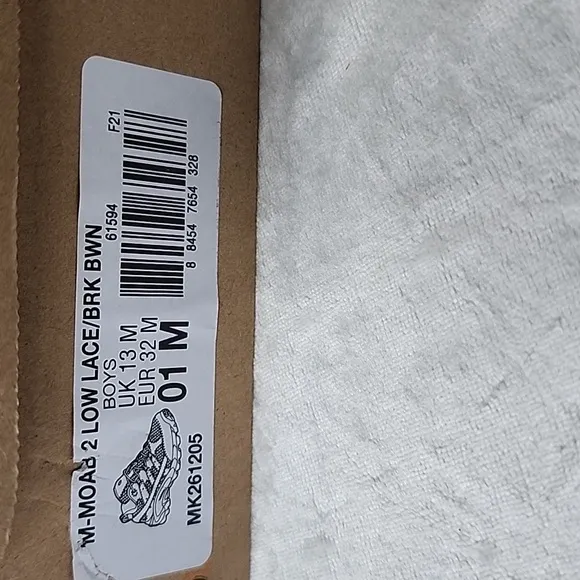 M-MOAB 2 LOW LACE/BRK BWN
BOYS
UK 13 M
EUR 32 M
01 M
MK261205
61594
F21
8 8454 7654 328